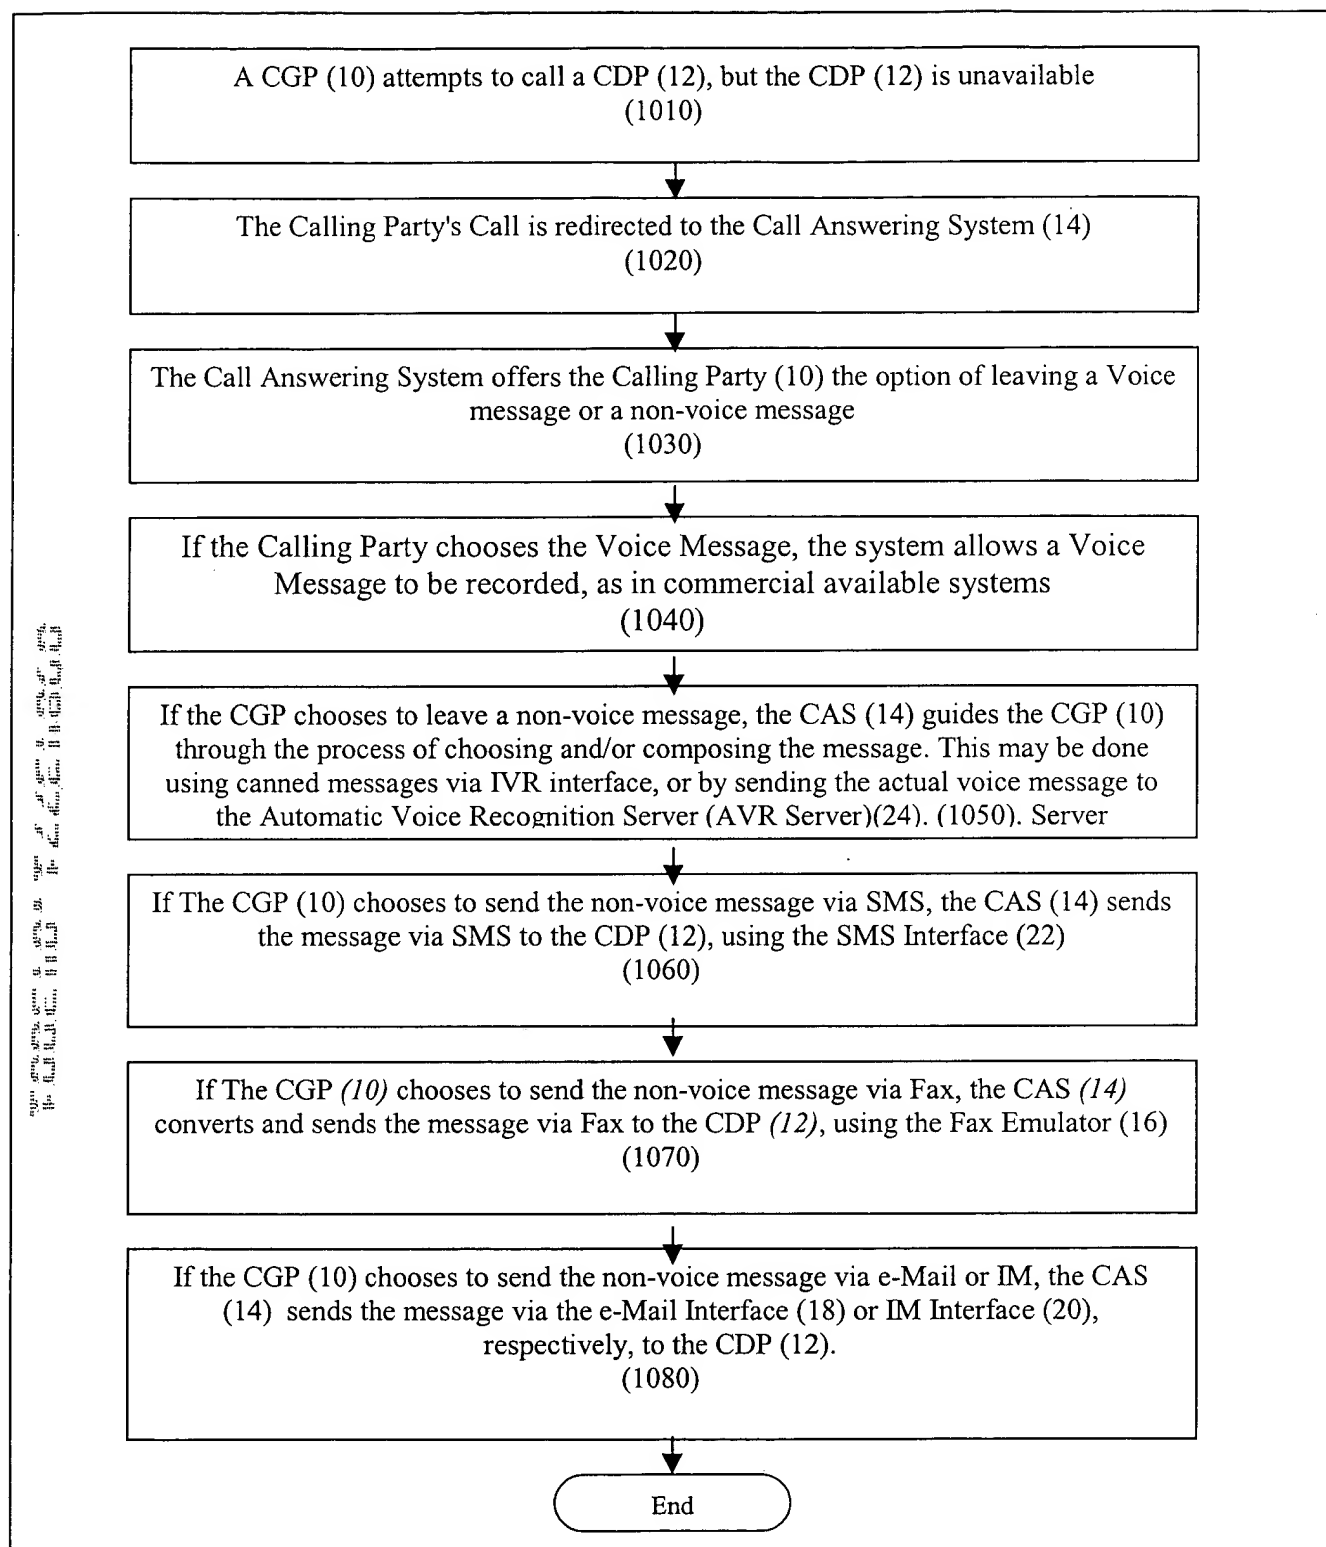 A CGP (10) attempts to call a CDP (12), but the CDP (12) is unavailable
(1010)
The Calling Party's Call is redirected to the Call Answering System (14)
(1020)
The Call Answering System offers the Calling Party (10) the option of leaving a Voice
message or a non-voice message
(1030)
If the Calling Party chooses the Voice Message, the system allows a Voice
Message to be recorded, as in commercial available systems
(1040)
If the CGP chooses to leave a non-voice message, the CAS (14) guides the CGP (10)
through the process of choosing and/or composing the message. This may be done
using canned messages via IVR interface, or by sending the actual voice message to
the Automatic Voice Recognition Server (AVR Server)(24). (1050). Server
If The CGP (10) chooses to send the non-voice message via SMS, the CAS (14) sends
the message via SMS to the CDP (12), using the SMS Interface (22)
(1060)
If The CGP (10) chooses to send the non-voice message via Fax, the CAS (14)
converts and sends the message via Fax to the CDP (12), using the Fax Emulator (16)
(1070)
If the CGP (10) chooses to send the non-voice message via e-Mail or IM, the CAS
(14) sends the message via the e-Mail Interface (18) or IM Interface (20),
respectively, to the CDP (12).
(1080)
End